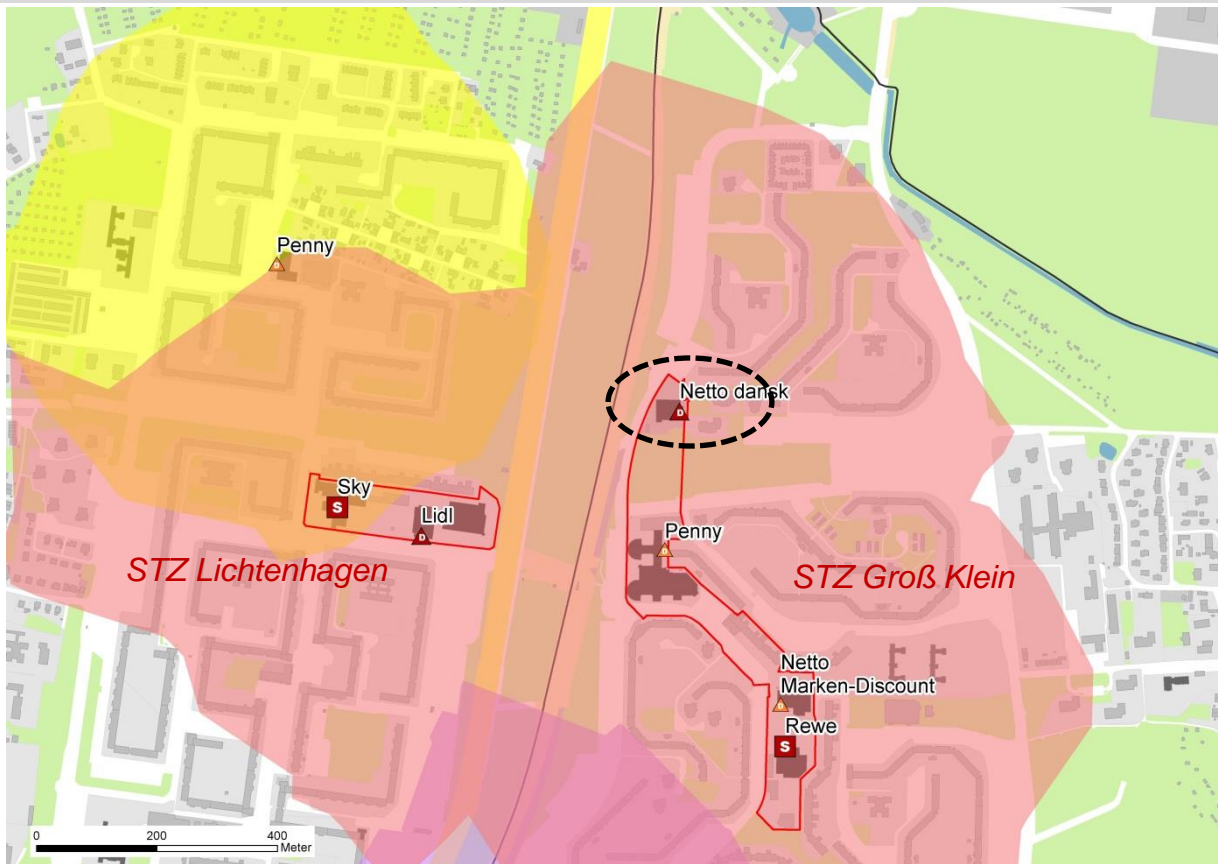 Penny
Netto dansk
D
Sky
S
Lidl
D
Penny
D
STZ Lichtenhagen
STZ Groß Klein
Netto
Marken-Discount
Rewe
S
0 200 400
Meter